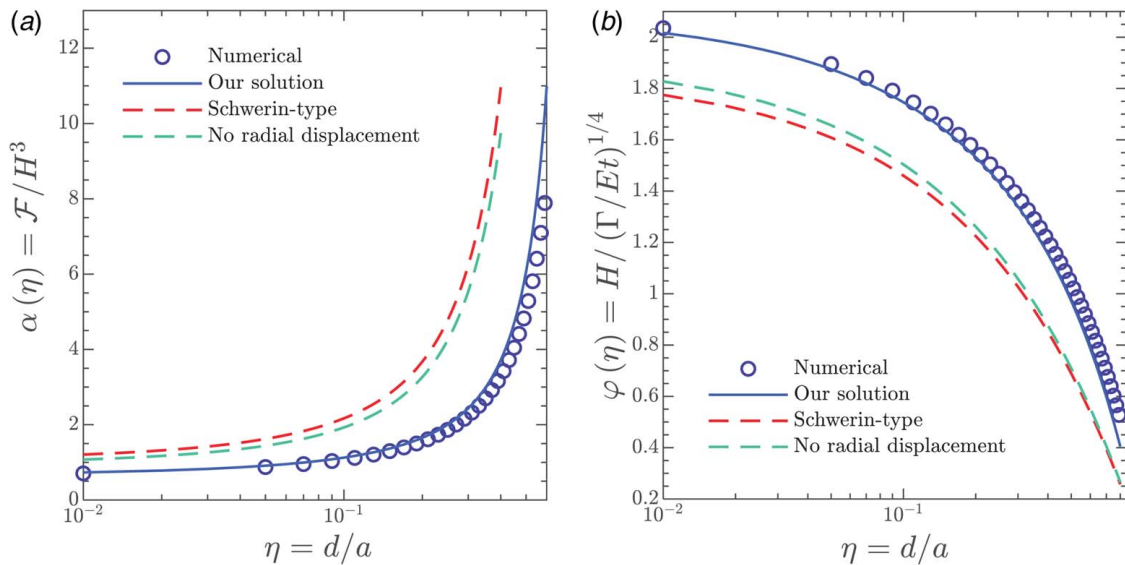 (a)
α (η) = 𝓕/H³
12
10
8
6
4
2
0
Numerical
Our solution
Schwerin-type
No radial displacement
10⁻²
10⁻¹
η = d/a
(b)
φ (η) = H/ (Γ/Et)^{1/4}
2
1.8
1.6
1.4
1.2
1
0.8
0.6
0.4
0.2
Numerical
Our solution
Schwerin-type
No radial displacement
10⁻²
10⁻¹
η = d/a